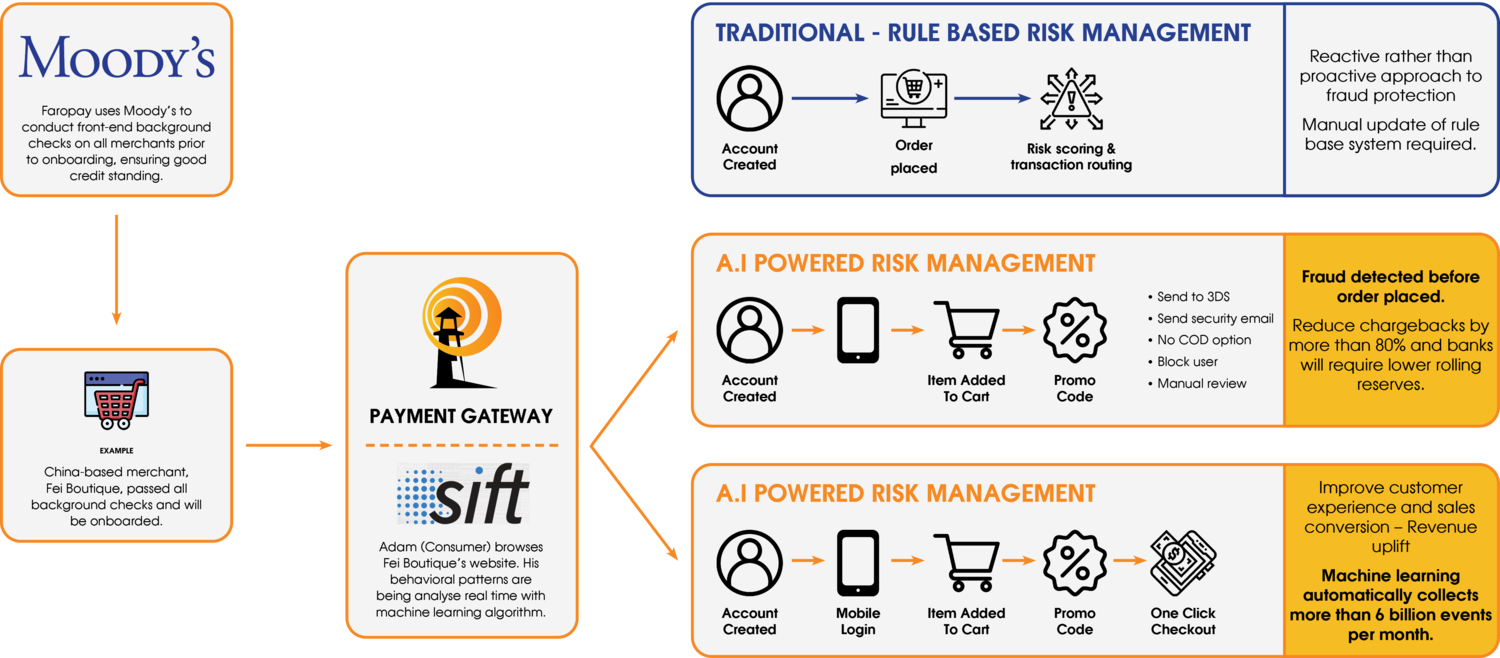 MOODY'S
Faropay uses Moody's to
conduct front-end background
checks on all merchants prior
to onboarding, ensuring good
credit standing.
EXAMPLE
China-based merchant,
Fei Boutique, passed all
background checks and will
be onboarded.
PAYMENT GATEWAY
sift
Adam (Consumer) browses
Fei Boutique's website. His
behavioral patterns are
being analyse real time with
machine learning algorithm.
TRADITIONAL - RULE BASED RISK MANAGEMENT
Account
Created
Order
placed
Risk scoring &
transaction routing
Reactive rather than
proactive approach to
fraud protection
Manual update of rule
base system required.
A.I POWERED RISK MANAGEMENT
Account
Created
Item Added
To Cart
Promo
Code
• Send to 3DS
• Send security email
• No COD option
• Block user
• Manual review
Fraud detected before
order placed.
Reduce chargebacks by
more than 80% and banks
will require lower rolling
reserves.
A.I POWERED RISK MANAGEMENT
Account
Created
Mobile
Login
Item Added
To Cart
Promo
Code
One Click
Checkout
Improve customer
experience and sales
conversion – Revenue
uplift
Machine learning
automatically collects
more than 6 billion events
per month.